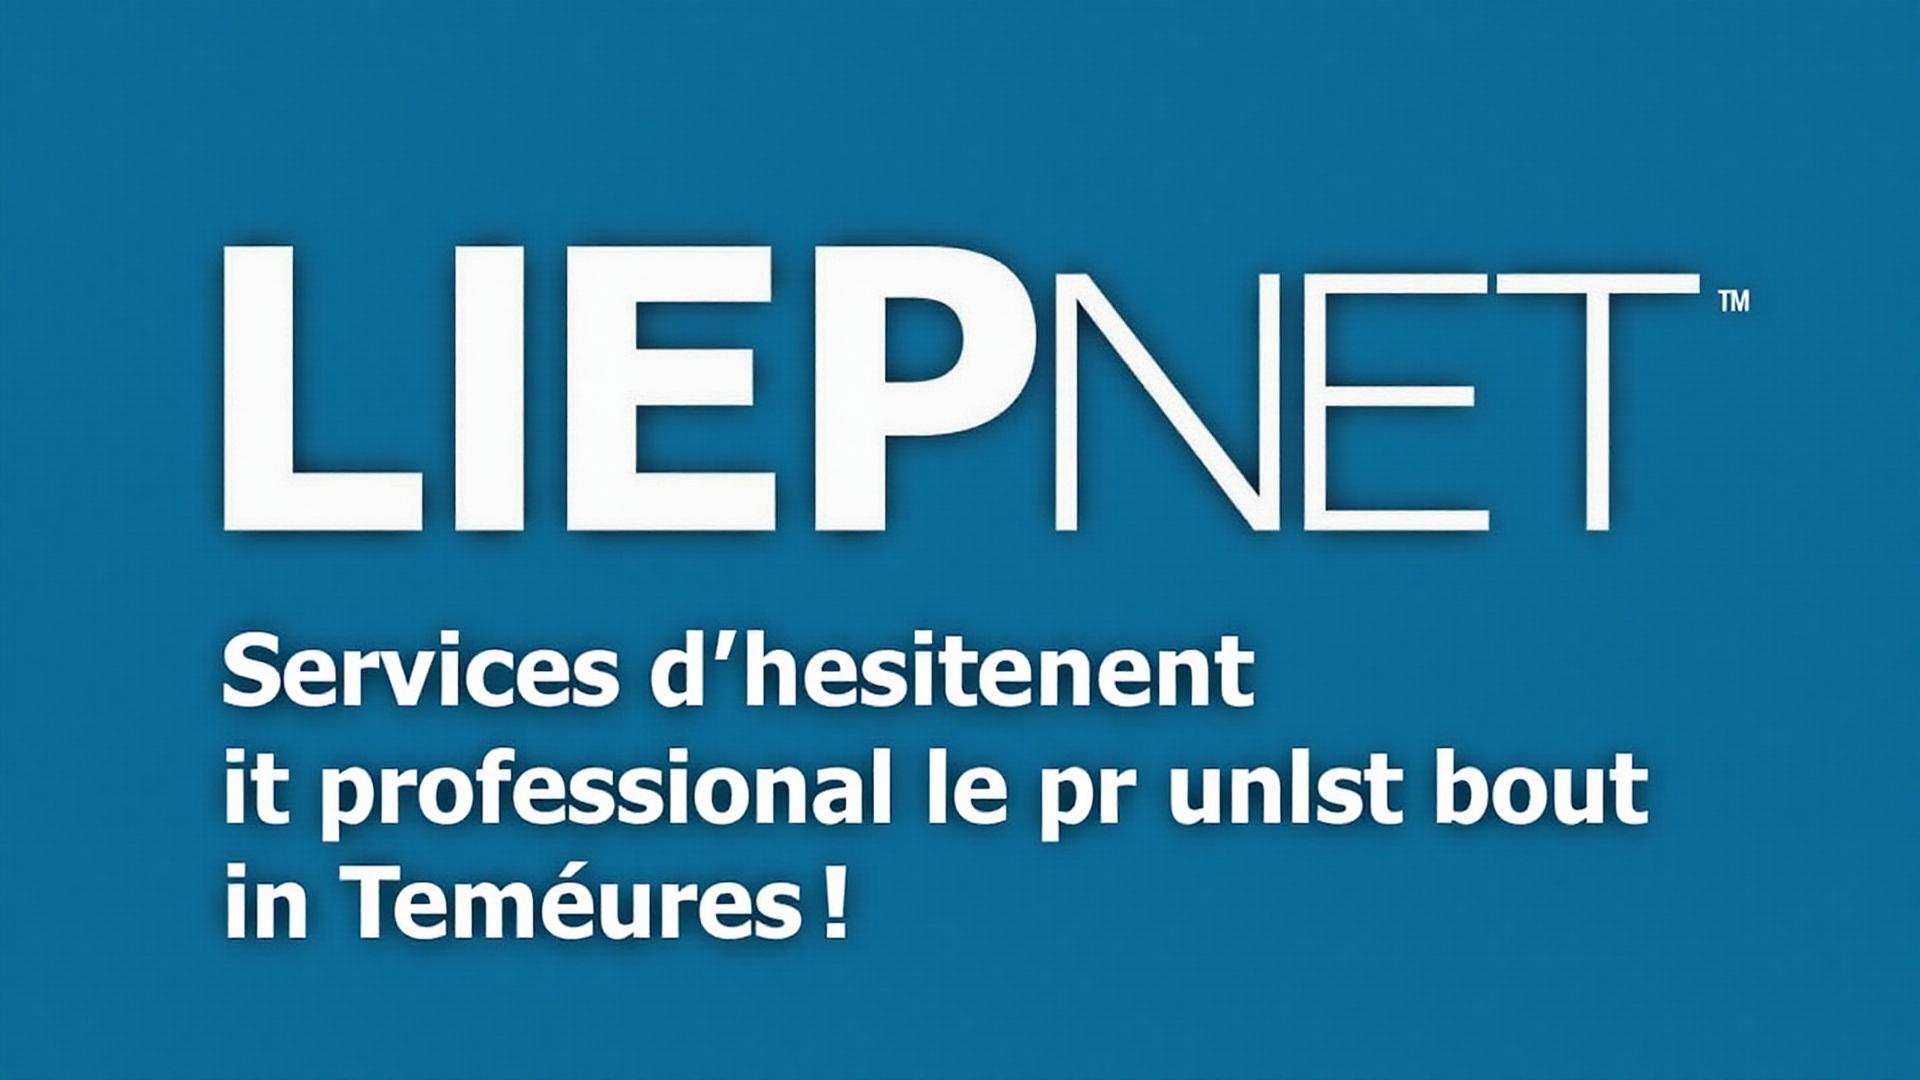 LIEPNET™
Services d'hesitenent
it professional le pr unlst bout
in Teméures !